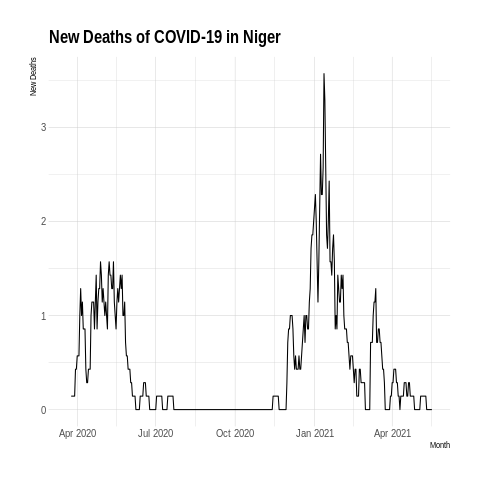 New Deaths of COVID-19 in Niger
New Deaths
3
2
1
0
Apr 2020 Jul 2020 Oct 2020 Jan 2021 Apr 2021
Month